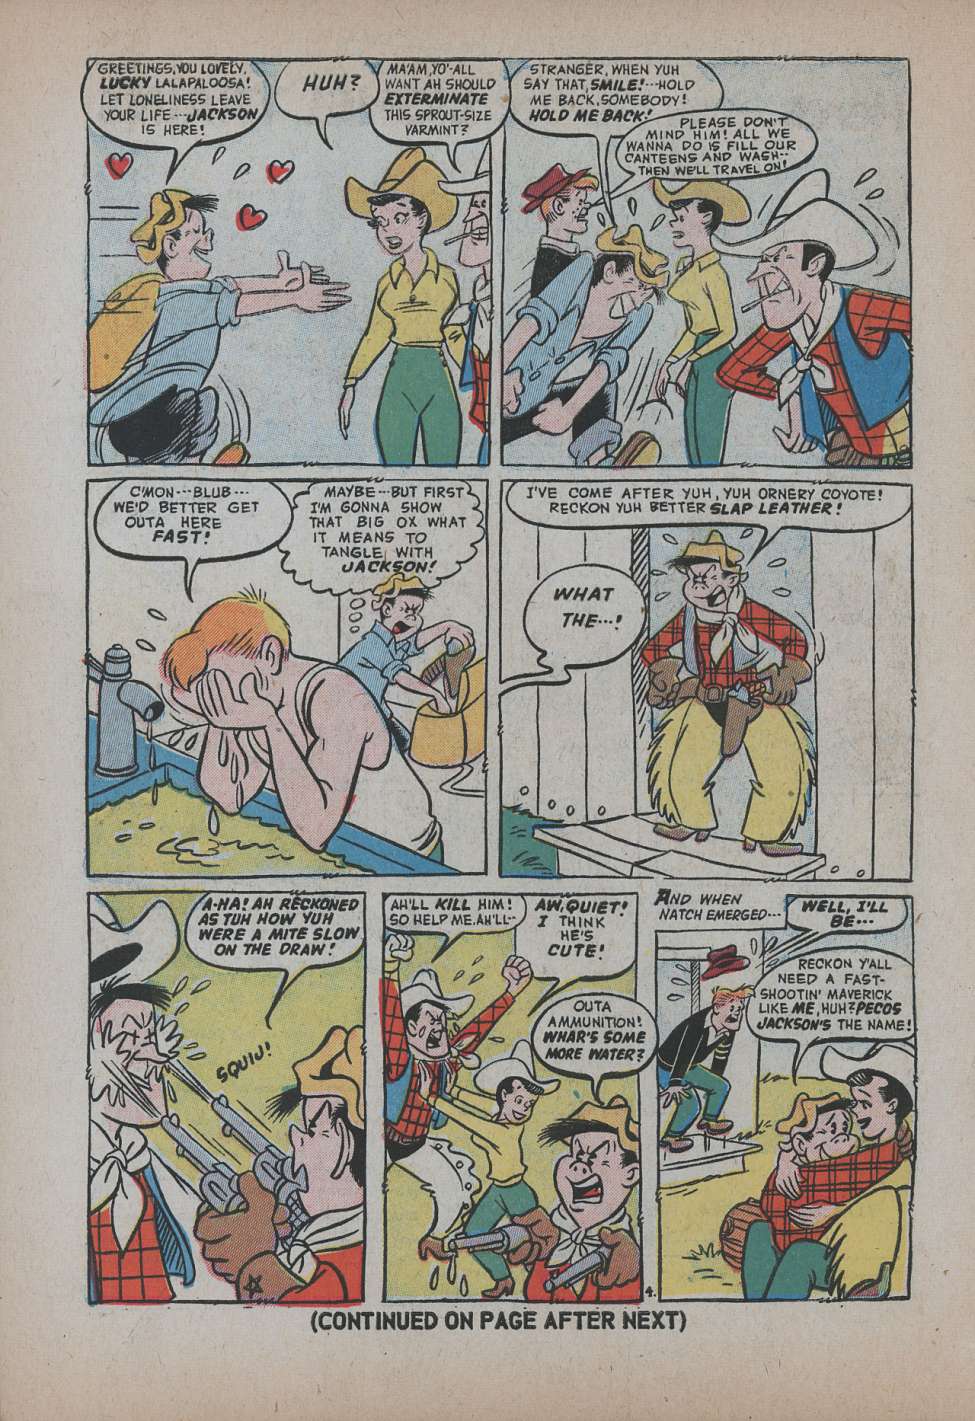 GREETINGS, YOU LOVELY,
LUCKY LALAPALOOSA!
LET LONELINESS LEAVE
YOUR LIFE--- JACKSON
IS HERE!
HUH?
MA'AM, YO'-ALL
WANT AH SHOULD
EXTERMINATE
THIS SPROUT-SIZE
VARMINT?
STRANGER, WHEN YUH
SAY THAT, SMILE!---HOLD
ME BACK, SOMEBODY!
HOLD ME BACK!
PLEASE DON'T
MIND HIM! ALL WE
WANNA DO IS FILL OUR
CANTEENS AND WASH--
THEN WE'LL TRAVEL ON!
C'MON---BLUB---
WE'D BETTER GET
OUTA HERE
FAST!
MAYBE---BUT FIRST
I'M GONNA SHOW
THAT BIG OX WHAT
IT MEANS TO
TANGLE WITH
JACKSON!
I'VE COME AFTER YUH, YUH ORNERY COYOTE!
RECKON YUH BETTER SLAP LEATHER!
WHAT
THE---!
A-HA! AH RECKONED
AS TUH HOW YUH
WERE A MITE SLOW
ON THE DRAW!
SQUIU!
AH'LL KILL HIM!
SO HELP ME, AH'LL--
AW, QUIET!
I THINK
HE'S
CUTE!
OUTA
AMMUNITION!
WHAR'S SOME
MORE WATER?
4.
AND WHEN
NATCH EMERGED---
WELL, I'LL
BE---
RECKON Y'ALL
NEED A FAST-
SHOOTIN' MAVERICK
LIKE ME, HUH? PECOS
JACKSON'S THE NAME!
(CONTINUED ON PAGE AFTER NEXT)